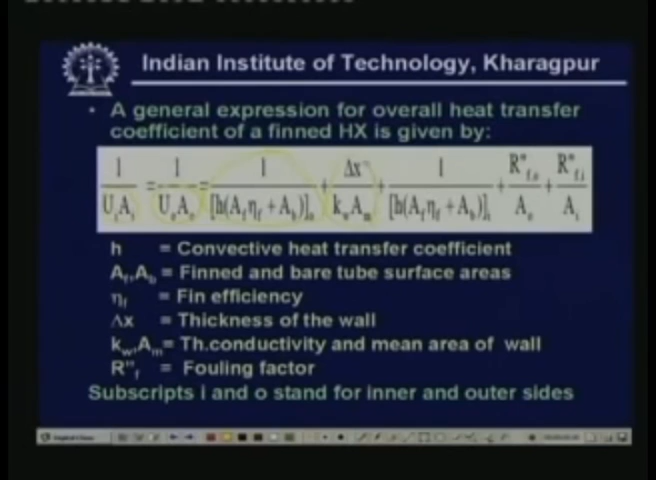 Indian Institute of Technology, Kharagpur
• A general expression for overall heat transfer
coefficient of a finned HX is given by:
1/(UᵢAᵢ) = 1/(UₒAₒ) = 1/[h(A_f η_f + A_b)]ₒ + Δx/(k_w A_m) + 1/[h(A_f η_f + A_b)]ᵢ + R"_f,o/Aₒ + R"_f,i/Aᵢ
h = Convective heat transfer coefficient
A_f,A_b = Finned and bare tube surface areas
η_f = Fin efficiency
Δx = Thickness of the wall
k_w,A_m= Th.conductivity and mean area of wall
R"_f = Fouling factor
Subscripts i and o stand for inner and outer sides